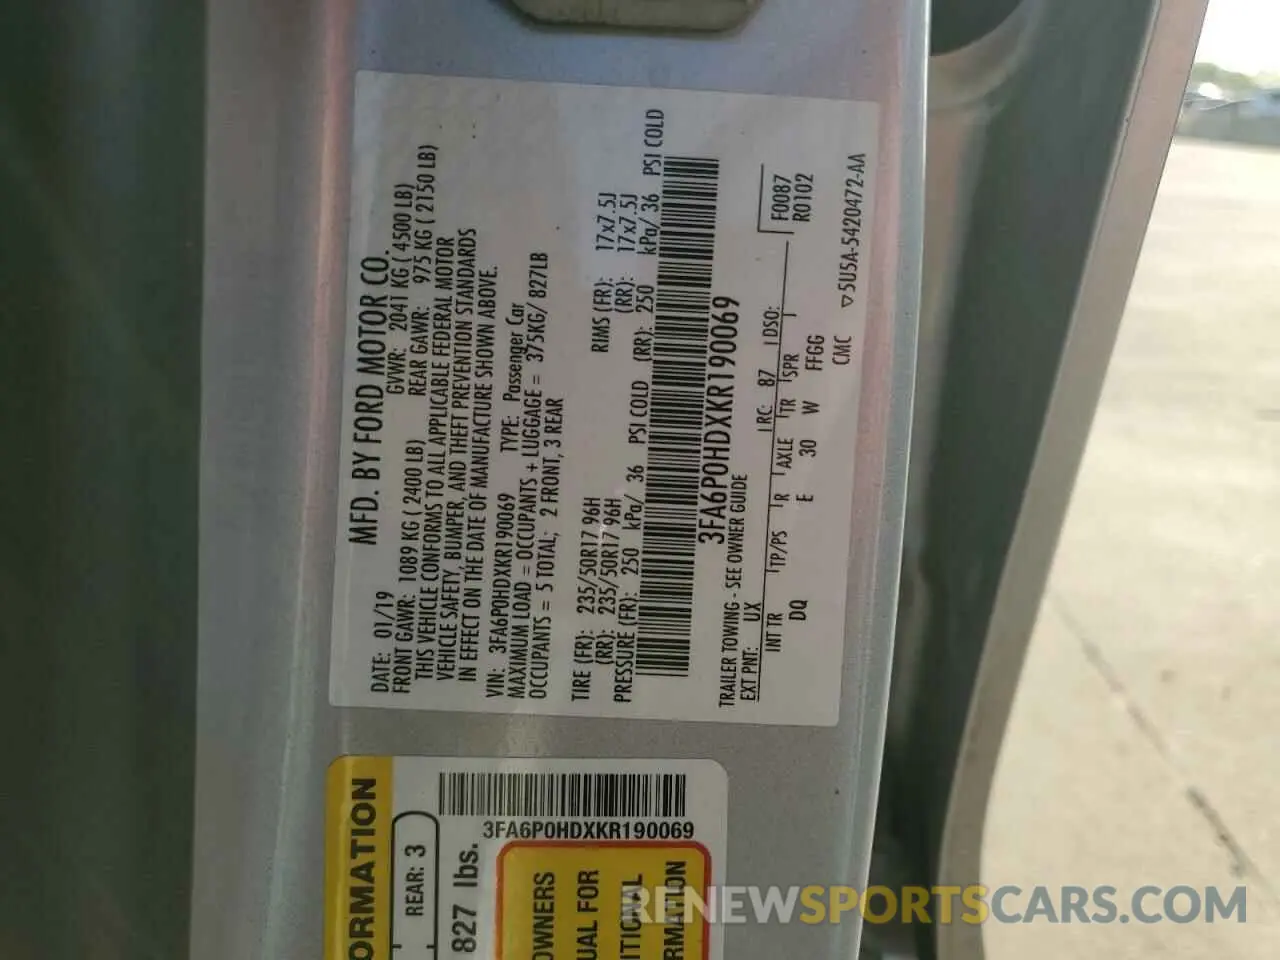 MFD. BY FORD MOTOR CO.
DATE: 01/19 GVWR: 2041 KG ( 4500 LB)
FRONT GAWR: 1089 KG ( 2400 LB) REAR GAWR: 975 KG ( 2150 LB)
THIS VEHICLE CONFORMS TO ALL APPLICABLE FEDERAL MOTOR
VEHICLE SAFETY, BUMPER, AND THEFT PREVENTION STANDARDS
IN EFFECT ON THE DATE OF MANUFACTURE SHOWN ABOVE.
VIN: 3FA6P0HDXKR190069 TYPE: Passenger Car
MAXIMUM LOAD = OCCUPANTS + LUGGAGE = 375KG/ 827LB
OCCUPANTS = 5 TOTAL; 2 FRONT, 3 REAR
TIRE (FR): 235/50R17 96H RIMS (FR): 17x7.5J
(RR): 235/50R17 96H (RR): 17x7.5J
PRESSURE (FR): 250 kPa/ 36 PSI COLD (RR): 250 kPa/ 36 PSI COLD
3FA6P0HDXKR190069
TRAILER TOWING - SEE OWNER GUIDE
EXT PNT: UX RC: 87 DSO: F0087
R0102
INT TR TP/PS R AXLE TR SPR
DQ E 30 W FFGG
CMC ▽5U5A-5420472-AA
ORMATION
REAR: 3
827 lbs.
3FA6P0HDXKR190069
OWNERS
UAL FOR
ITIONAL
RMATION
RENEWSPORTSCARS.COM